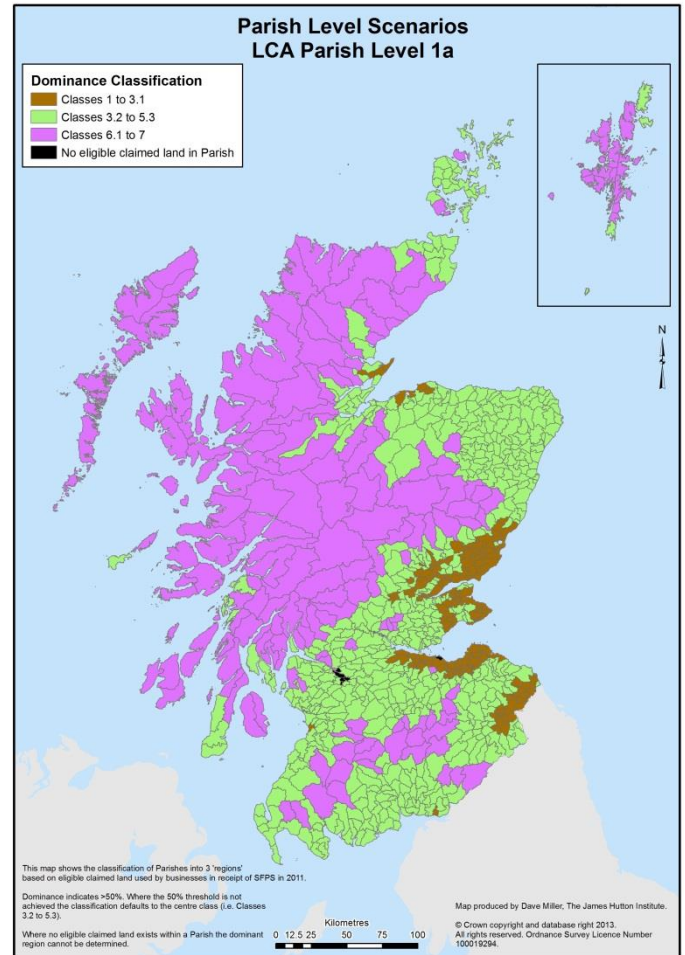 Parish Level Scenarios
LCA Parish Level 1a
Dominance Classification
Classes 1 to 3.1
Classes 3.2 to 5.3
Classes 6.1 to 7
No eligible claimed land in Parish
N
This map shows the classification of Parishes into 3 'regions'
based on eligible claimed land used by businesses in receipt of SFPS in 2011.
Dominance indicates >50%. Where the 50% threshold is not
achieved the classification defaults to the centre class (i.e. Classes
3.2 to 5.3).
Where no eligible claimed land exists within a Parish the dominant
region cannot be determined.
Kilometres
0 12.5 25 50 75 100
Map produced by Dave Miller, The James Hutton Institute.
© Crown copyright and database right 2013.
All rights reserved. Ordnance Survey Licence Number
100019294.